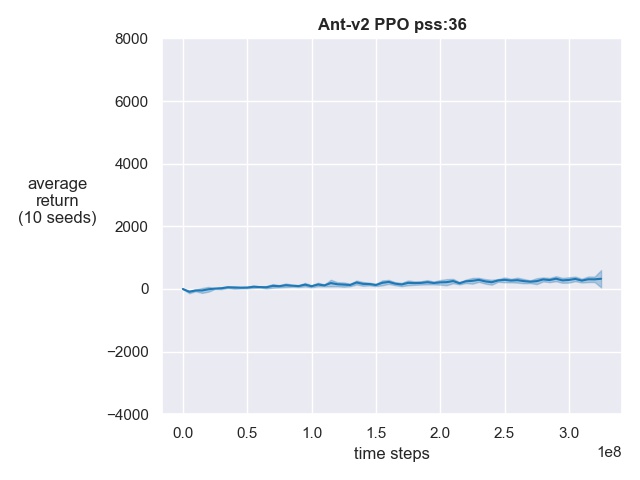 Ant-v2 PPO pss:36
8000
6000
4000
2000
0
−2000
−4000
average
return
(10 seeds)
0.0 0.5 1.0 1.5 2.0 2.5 3.0
1e8
time steps